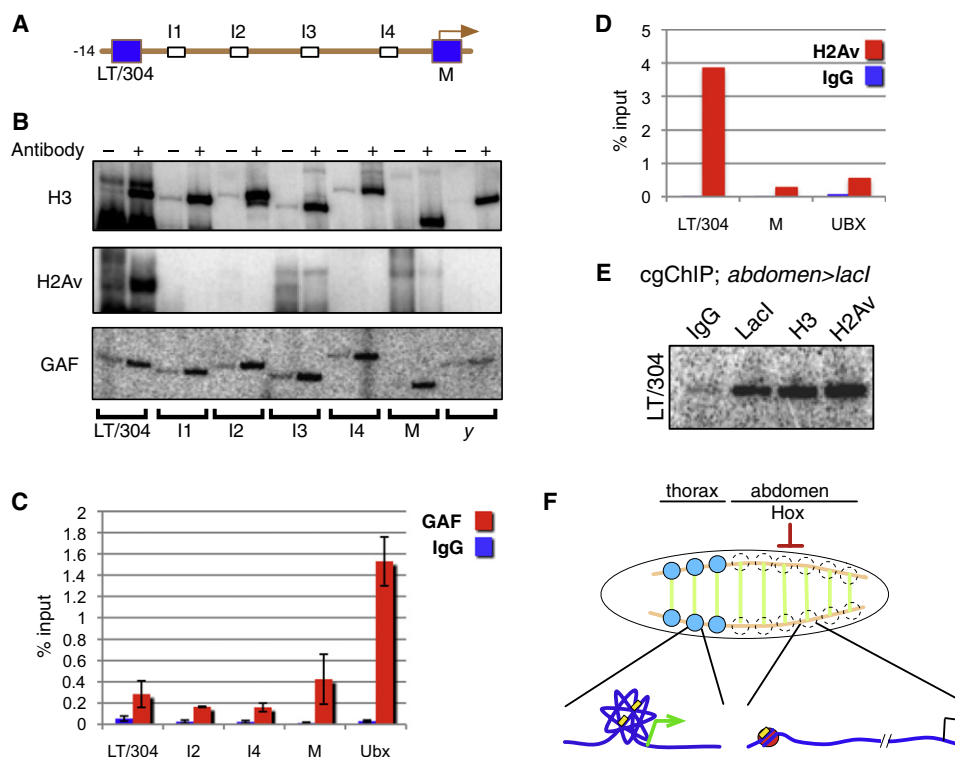 A
I1 I2 I3 I4
-14
LT/304 M
B
Antibody – + – + – + – + – + – + – +
H3
H2Av
GAF
LT/304 I1 I2 I3 I4 M y
C
% input
2
1.8
1.6
1.4
1.2
1
0.8
0.6
0.4
0.2
0
GAF
IgG
LT/304 I2 I4 M Ubx
D
% input
5
4
3
2
1
0
H2Av
IgG
LT/304 M UBX
E cgChIP; abdomen>lacI
IgG LacI H3 H2Av
LT/304
F
thorax abdomen
Hox
//